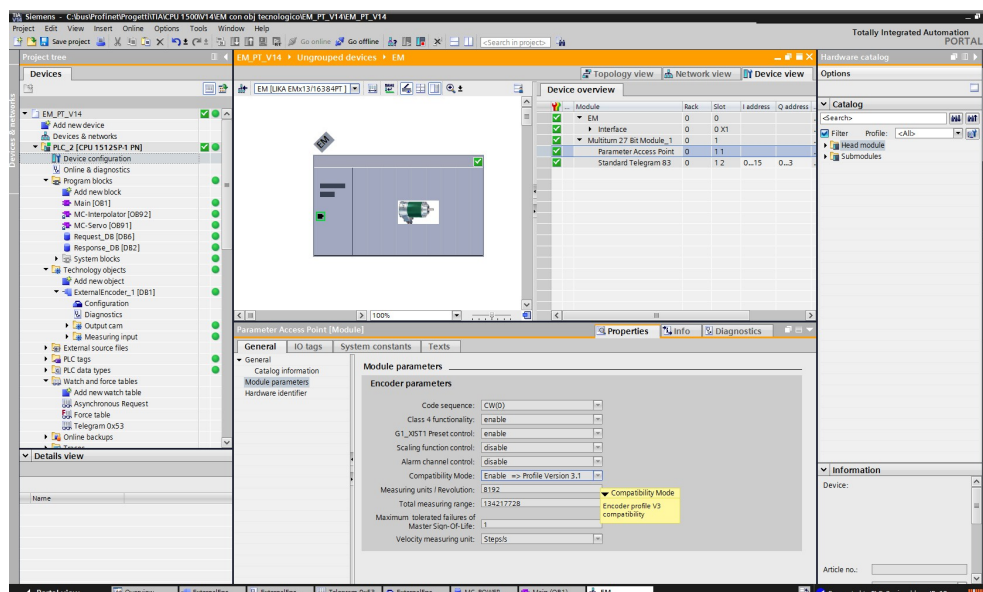 Siemens - C:\bus\Profinet\Progetti\TIA\CPU 1500\V14\EM con obj tecnologico\EM_PT_V14\EM_PT_V14
Project Edit View Insert Online Options Tools Window Help
Totally Integrated Automation
PORTAL
Save project Go online Go offline <Search in project>
Project tree
EM_PT_V14 ▸ Ungrouped devices ▸ EM
Hardware catalog
Devices
Topology view Network view Device view
Options
Devices & networks
EM_PT_V14
Add new device
Devices & networks
PLC_2 [CPU 1512SP-1 PN]
Device configuration
Online & diagnostics
Program blocks
Add new block
Main [OB1]
MC-Interpolator [OB92]
MC-Servo [OB91]
Request_DB [DB6]
Response_DB [DB2]
System blocks
Technology objects
Add new object
ExternalEncoder_1 [DB1]
Configuration
Diagnostics
Output cam
Measuring input
External source files
PLC tags
PLC data types
Watch and force tables
Add new watch table
Asynchronous Request
Force table
Telegram 0x53
Online backups
Traces
Details view
Name
EM [LIKA EMx13/16384PT ]
EM
100%
Device overview
... Module Rack Slot I address Q address
EM 0 0
Interface 0 0 X1
Multiturn 27 Bit Module_1 0 1
Parameter Access Point 0 1 1
Standard Telegram 83 0 1 2 0...15 0...3
Parameter Access Point [Module]
Properties Info Diagnostics
General IO tags System constants Texts
General
Catalog information
Module parameters
Hardware identifier
Module parameters
Encoder parameters
Code sequence: CW(0)
Class 4 functionality: enable
G1_XIST1 Preset control: enable
Scaling function control: disable
Alarm channel control: disable
Compatibility Mode: Enable => Profile Version 3.1
Measuring units / Revolution: 8192
Total measuring range: 134217728
Maximum tolerated failures of
Master Sign-Of-Life: 1
Velocity measuring unit: Steps/s
Compatibility Mode
Encoder profile V3
compatibility
Catalog
<Search>
Filter Profile: <All>
Head module
Submodules
Information
Device:
Article no.:
Portal view Overview Telegram 0x53 MC_POWER Main (OB1) EM